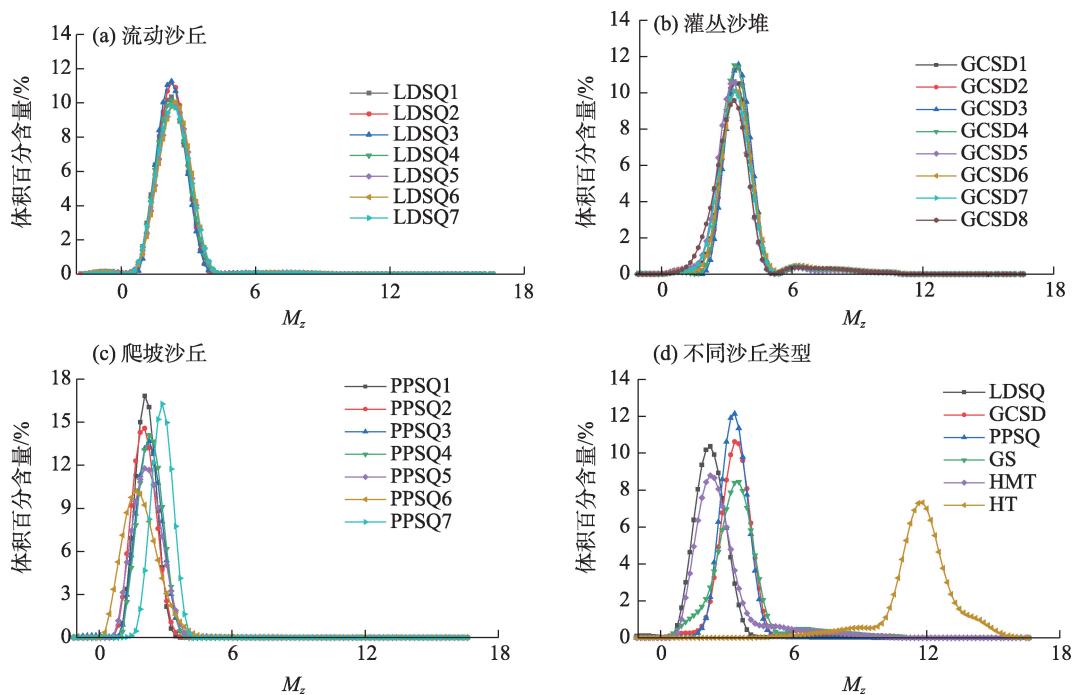 (a) 流动沙丘
体积百分含量/%
14
12
10
8
6
4
2
0
0
6
12
18
Mz
LDSQ1
LDSQ2
LDSQ3
LDSQ4
LDSQ5
LDSQ6
LDSQ7
(b) 灌丛沙堆
体积百分含量/%
14
12
10
8
6
4
2
0
0
6
12
18
Mz
GCSD1
GCSD2
GCSD3
GCSD4
GCSD5
GCSD6
GCSD7
GCSD8
(c) 爬坡沙丘
体积百分含量/%
18
15
12
9
6
3
0
0
6
12
18
Mz
PPSQ1
PPSQ2
PPSQ3
PPSQ4
PPSQ5
PPSQ6
PPSQ7
(d) 不同沙丘类型
体积百分含量/%
14
12
10
8
6
4
2
0
0
6
12
18
Mz
LDSQ
GCSD
PPSQ
GS
HMT
HT